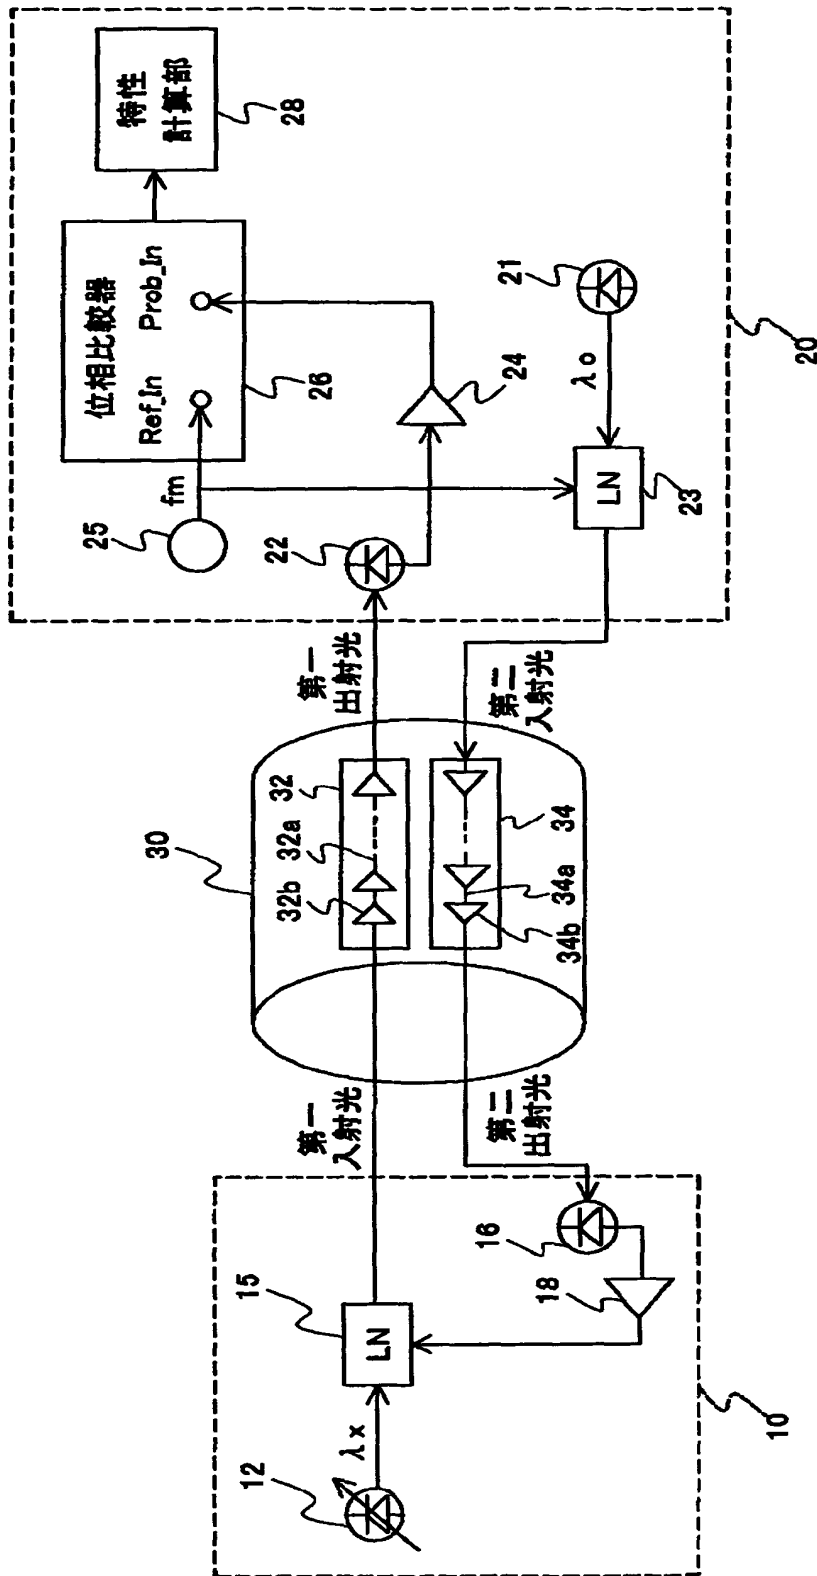 12
λx
15
LN
16
18
10
第一
入射光
第二
出射光
30
32b
32a
32
34
34a
34b
第一
出射光
第二
入射光
25
fm
22
24
位相比較器
Ref_In
Prob_In
26
特性
計算部
28
21
λo
LN
23
20